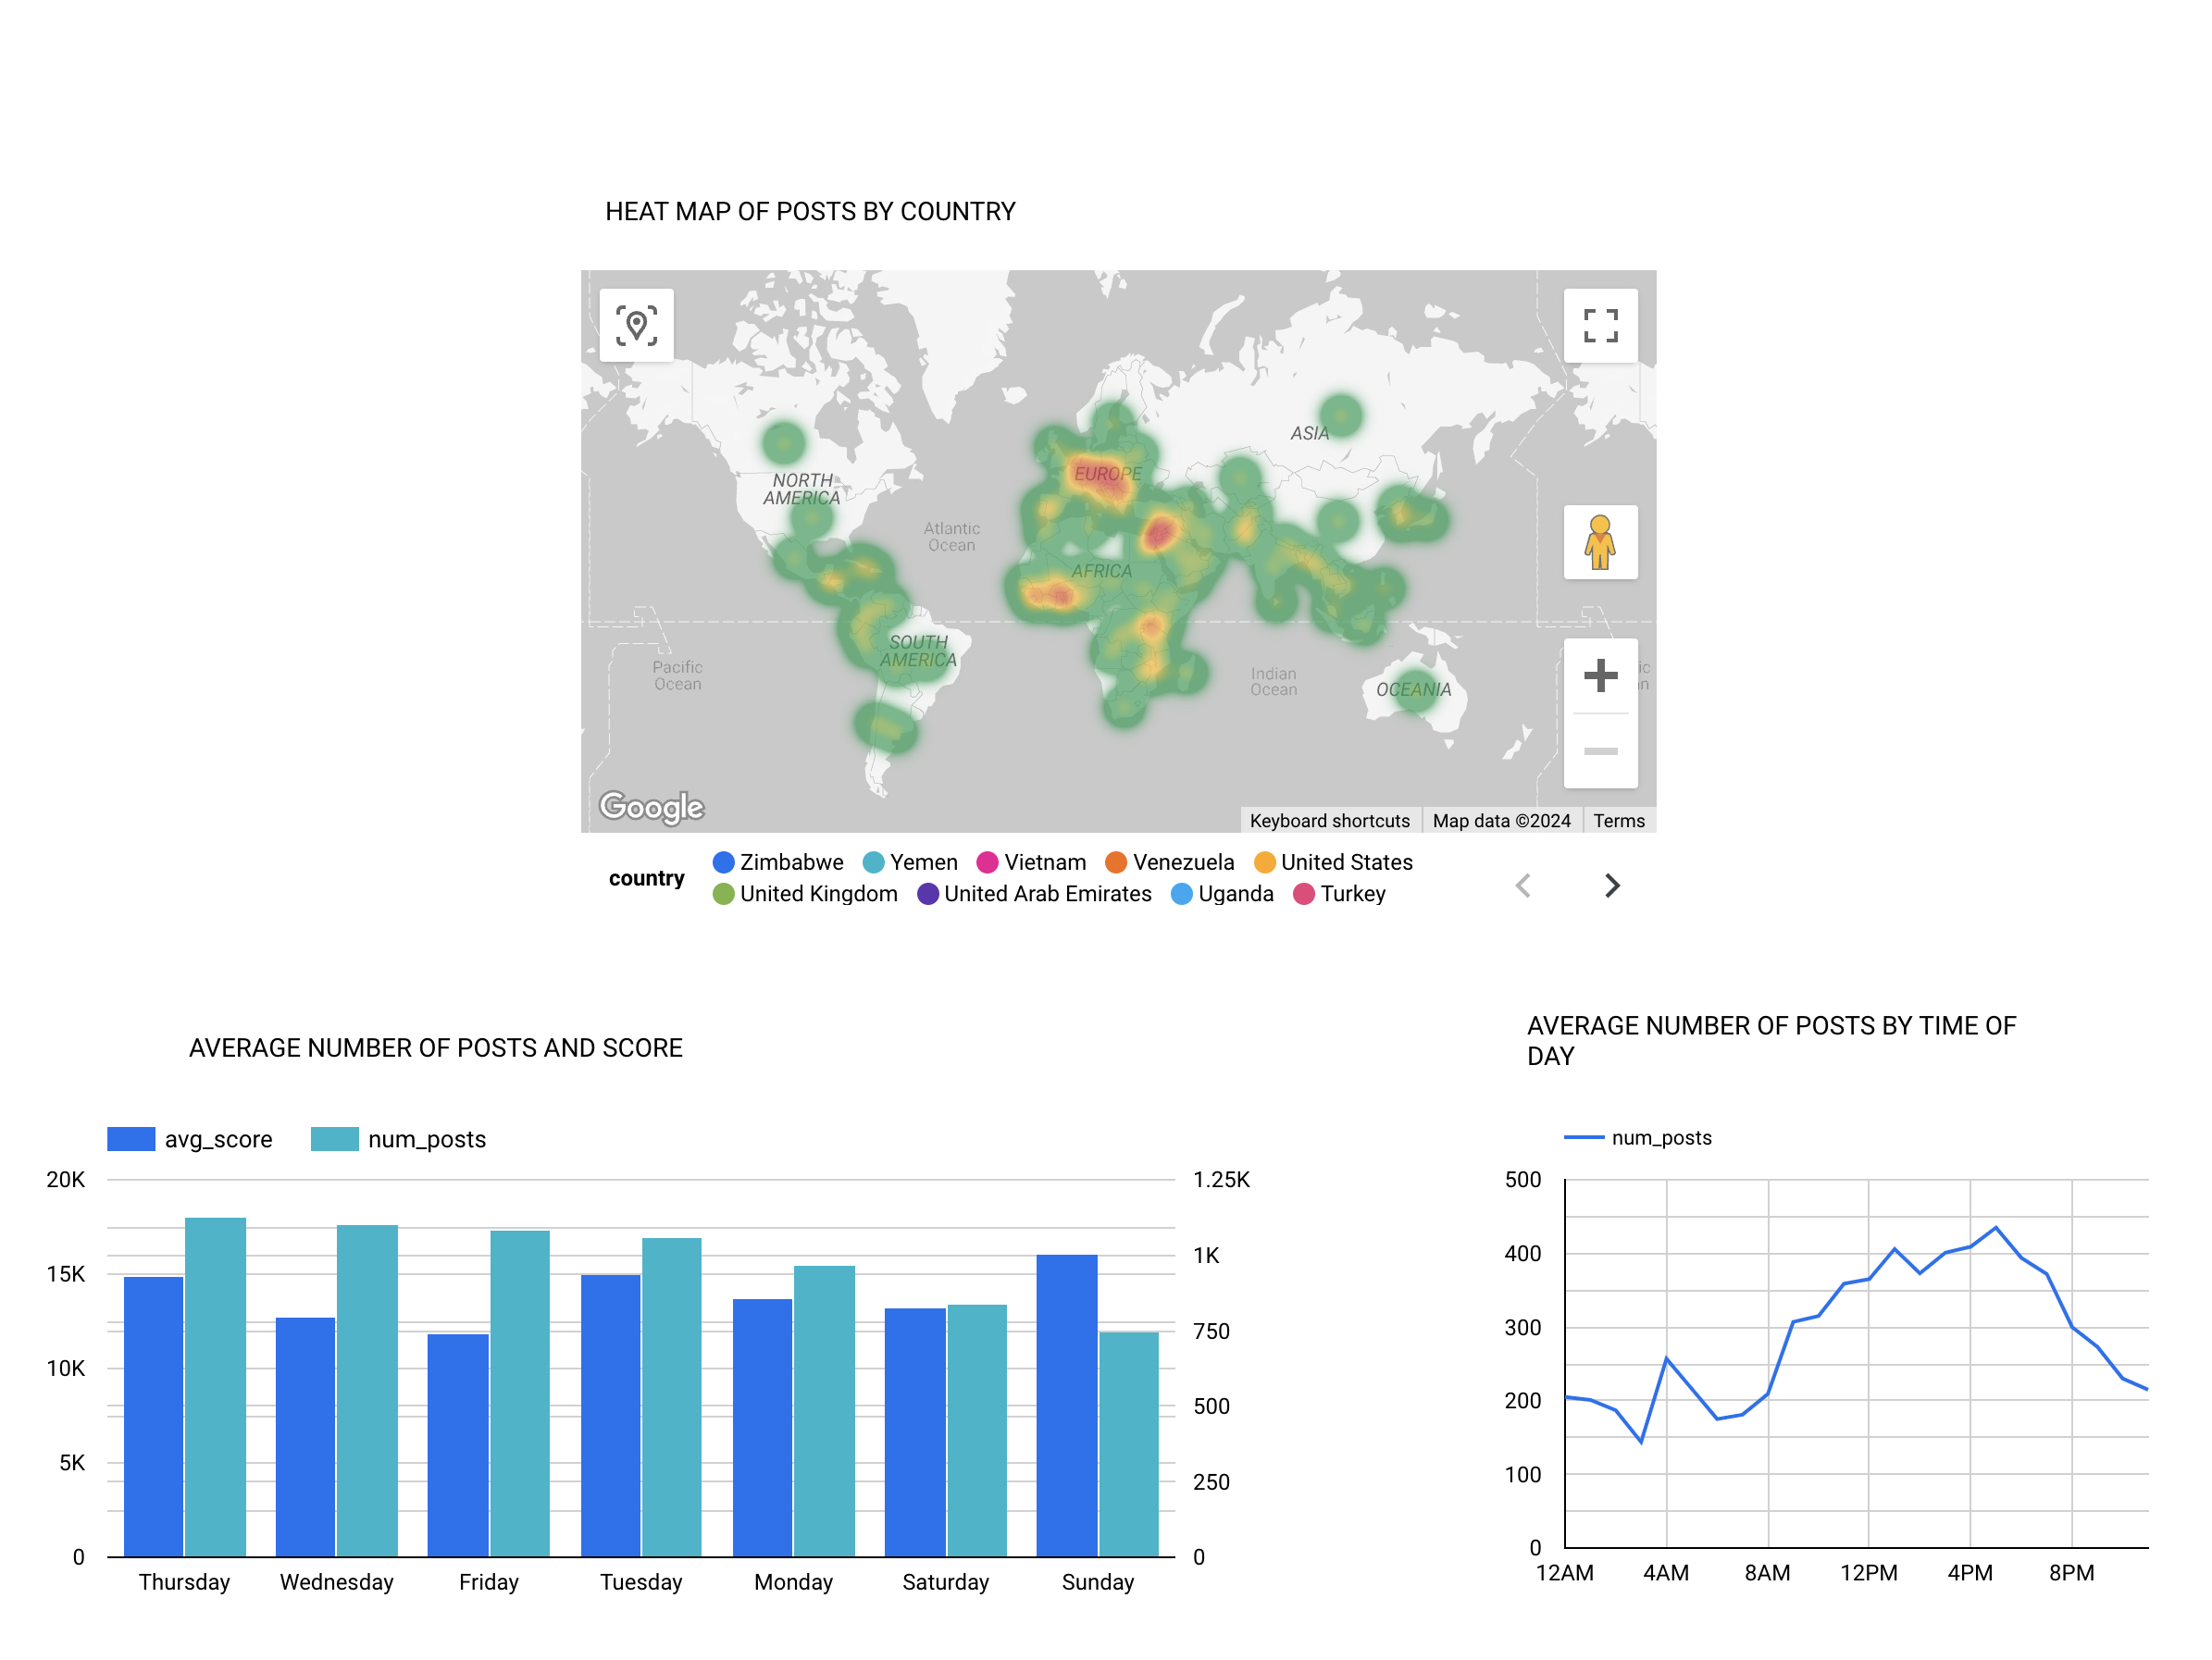 HEAT MAP OF POSTS BY COUNTRY
NORTH
AMERICA
EUROPE
ASIA
Atlantic
Ocean
AFRICA
SOUTH
AMERICA
Pacific
Ocean
Indian
Ocean
OCEANIA
ic
n
Google
Keyboard shortcuts Map data ©2024 Terms
country
Zimbabwe Yemen Vietnam Venezuela United States
United Kingdom United Arab Emirates Uganda Turkey
AVERAGE NUMBER OF POSTS AND SCORE
avg_score num_posts
20K
15K
10K
5K
0
1.25K
1K
750
500
250
0
Thursday Wednesday Friday Tuesday Monday Saturday Sunday
AVERAGE NUMBER OF POSTS BY TIME OF
DAY
num_posts
500
400
300
200
100
0
12AM 4AM 8AM 12PM 4PM 8PM